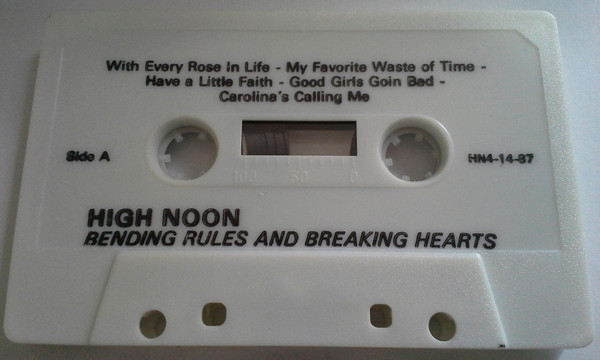 With Every Rose In Life - My Favorite Waste of Time -
Have a Little Faith - Good Girls Goin Bad -
Carolina's Calling Me
Side A
HN4-14-87
100 50 0
HIGH NOON
BENDING RULES AND BREAKING HEARTS